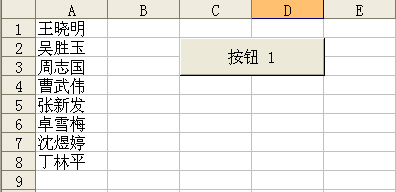 A B C D E
1 王晓明
2 吴胜玉
按钮 1
3 周志国
4 曹武伟
5 张新发
6 卓雪梅
7 沈煜婷
8 丁林平
9